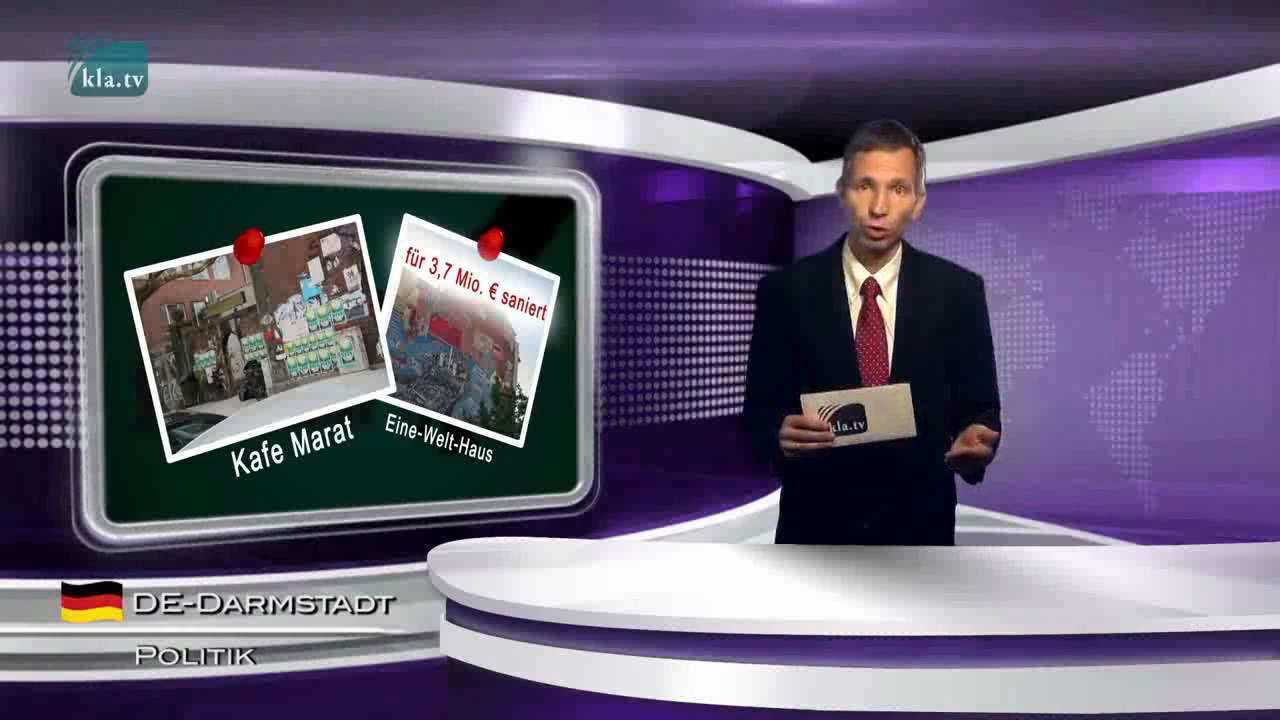 kla.tv
für 3,7 Mio. € saniert
Kafe Marat
Eine-Welt-Haus
kla.tv
DE-Darmstadt
Politik